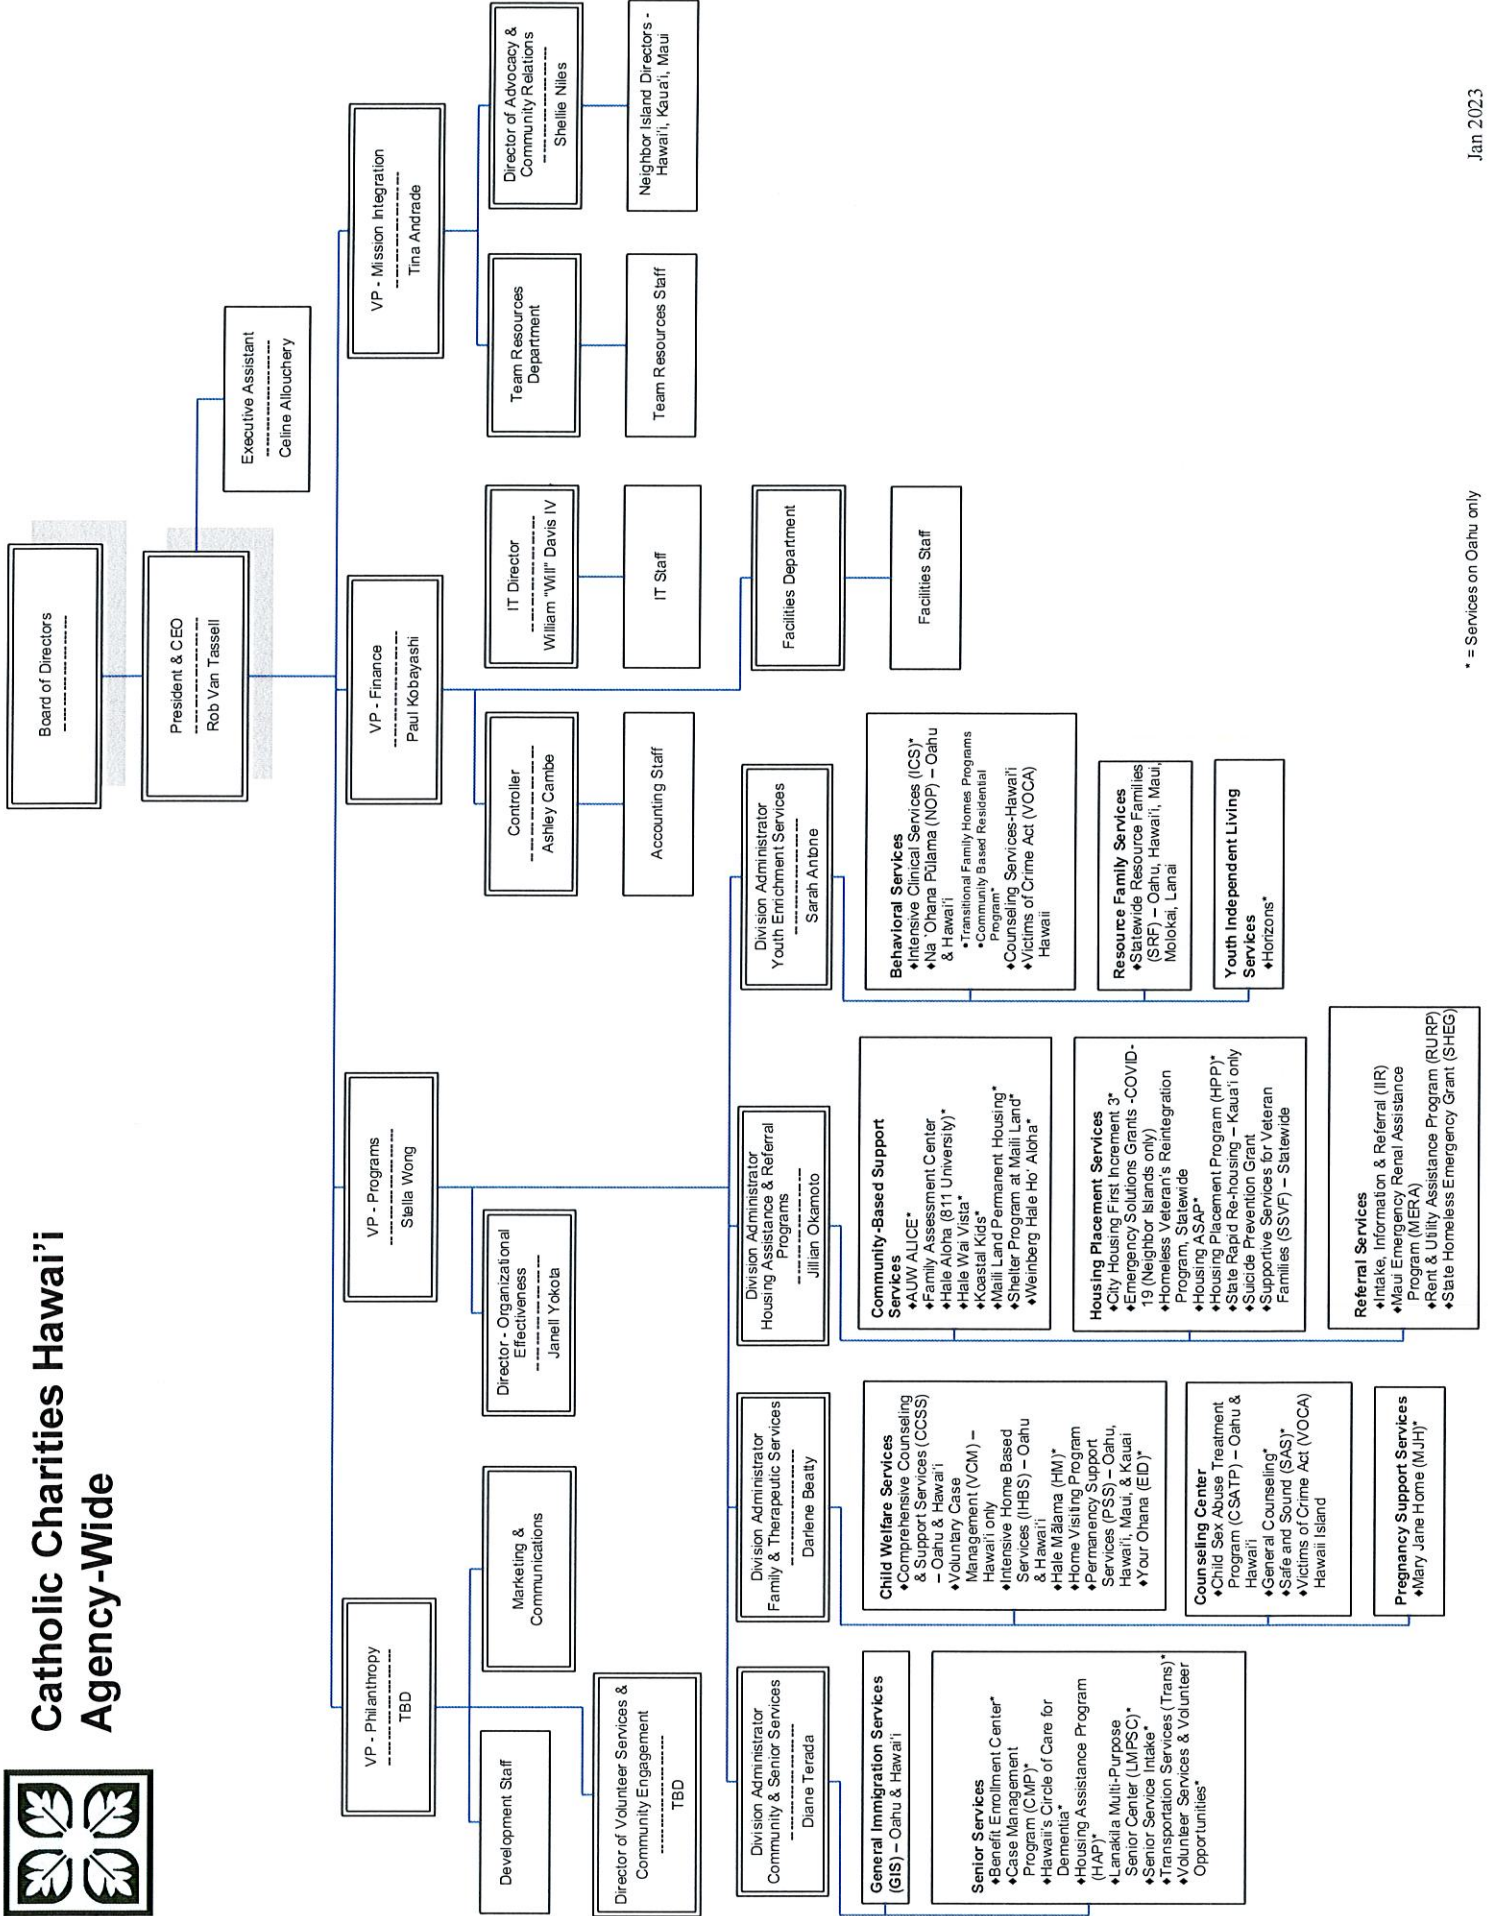 Catholic Charities Hawai'i
Agency-Wide
Board of Directors
President & CEO
Rob Van Tassell
Executive Assistant
Celine Allouchery
VP - Philanthropy
TBD
VP - Programs
Stella Wong
VP - Finance
Paul Kobayashi
VP - Mission Integration
Tina Andrade
Development Staff
Marketing &
Communications
Director of Volunteer Services &
Community Engagement
TBD
Director - Organizational
Effectiveness
Janell Yokota
Controller
Ashley Cambe
Accounting Staff
IT Director
William "Will" Davis IV
IT Staff
Facilities Department
Facilities Staff
Team Resources
Department
Team Resources Staff
Director of Advocacy &
Community Relations
Shellie Niles
Neighbor Island Directors -
Hawai'i, Kaua'i, Maui
Division Administrator
Community & Senior Services
Diane Terada
General Immigration Services
(GIS) – Oahu & Hawai'i
Senior Services
♦Benefit Enrollment Center*
♦Case Management
Program (CMP)*
♦Hawaii's Circle of Care for
Dementia*
♦Housing Assistance Program
(HAP)*
♦Lanakila Multi-Purpose
Senior Center (LMPSC)*
♦Senior Service Intake*
♦Transportation Services (Trans)*
♦Volunteer Services & Volunteer
Opportunities*
Division Administrator
Family & Therapeutic Services
Darlene Beatty
Child Welfare Services
♦Comprehensive Counseling
& Support Services (CCSS)
– Oahu & Hawai'i
♦Voluntary Case
Management (VCM) –
Hawai'i only
♦Intensive Home Based
Services (IHBS) – Oahu
& Hawai'i
♦Hale Mālama (HM)*
♦Home Visiting Program
♦Permanency Support
Services (PSS) – Oahu,
Hawai'i, Maui, & Kauai
♦Your Ohana (EID)*
Counseling Center
♦Child Sex Abuse Treatment
Program (CSATP) – Oahu &
Hawai'i
♦General Counseling*
♦Safe and Sound (SAS)*
♦Victims of Crime Act (VOCA)
Hawaii Island
Pregnancy Support Services
♦Mary Jane Home (MJH)*
Division Administrator
Housing Assistance & Referral
Programs
Jillian Okamoto
Community-Based Support
Services
♦AUW ALICE*
♦Family Assessment Center
♦Hale Aloha (811 University)*
♦Hale Wai Vista*
♦Koastal Kids*
♦Maili Land Permanent Housing*
♦Shelter Program at Maili Land*
♦Weinberg Hale Ho' Aloha*
Housing Placement Services
♦City Housing First Increment 3*
♦Emergency Solutions Grants -COVID-
19 (Neighbor Islands only)
♦Homeless Veteran's Reintegration
Program, Statewide
♦Housing ASAP*
♦Housing Placement Program (HPP)*
♦State Rapid Re-housing – Kaua'i only
♦Suicide Prevention Grant
♦Supportive Services for Veteran
Families (SSVF) – Statewide
Referral Services
♦Intake, Information & Referral (IIR)
♦Maui Emergency Renal Assistance
Program (MERA)
♦Rent & Utility Assistance Program (RURP)
♦State Homeless Emergency Grant (SHEG)
Division Administrator
Youth Enrichment Services
Sarah Antone
Behavioral Services
♦Intensive Clinical Services (ICS)*
♦Na `Ohana Pūlama (NOP) – Oahu
& Hawai'i
•Transitional Family Homes Programs
•Community Based Residential
Program*
♦Counseling Services-Hawai'i
♦Victims of Crime Act (VOCA)
Hawaii
Resource Family Services
♦Statewide Resource Families
(SRF) – Oahu, Hawai'i, Maui,
Molokai, Lanai
Youth Independent Living
Services
♦Horizons*
* = Services on Oahu only
Jan 2023